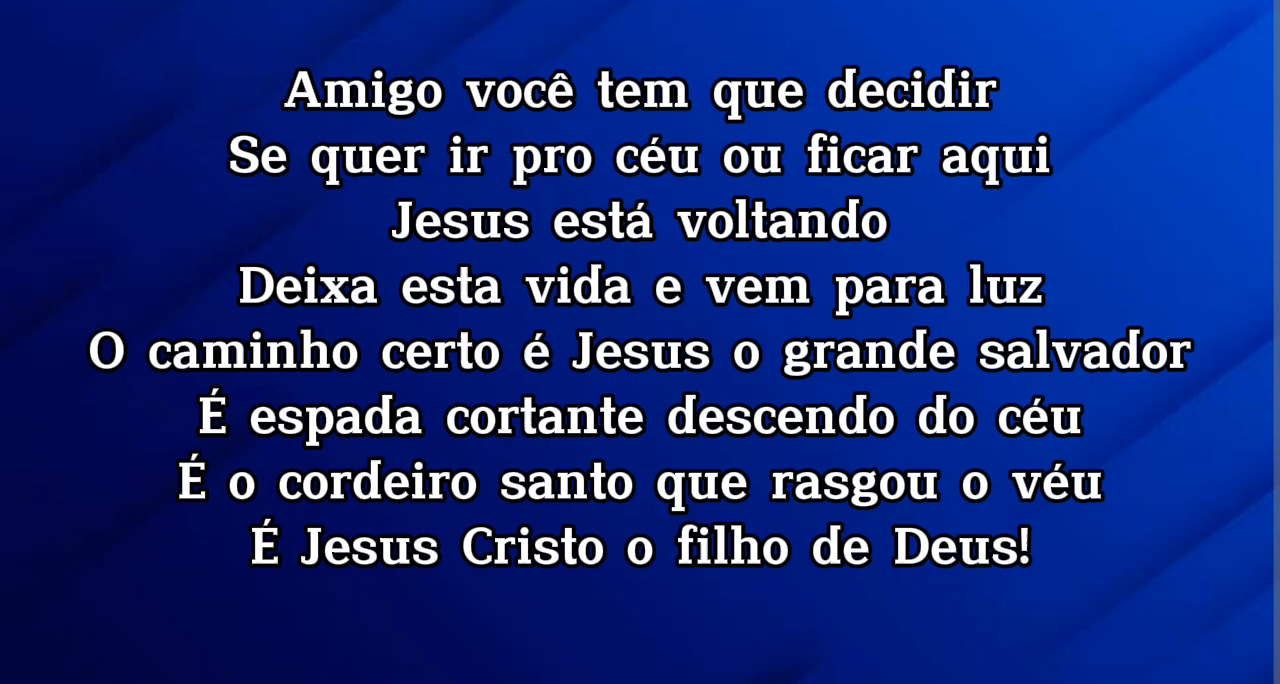 Amigo você tem que decidir
Se quer ir pro céu ou ficar aqui
Jesus está voltando
Deixa esta vida e vem para luz
O caminho certo é Jesus o grande salvador
É espada cortante descendo do céu
É o cordeiro santo que rasgou o véu
É Jesus Cristo o filho de Deus!